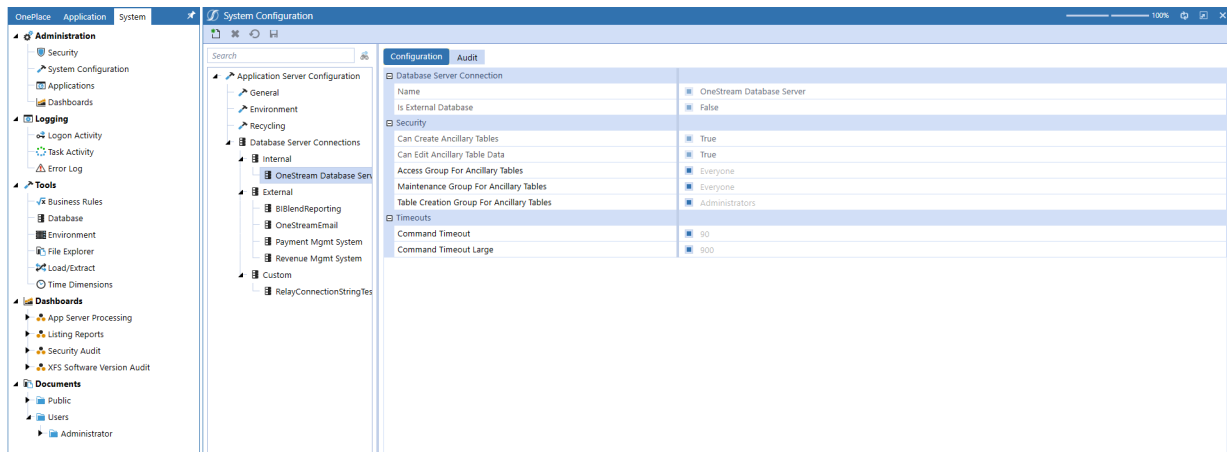 OnePlace Application System
Administration
Security
System Configuration
Applications
Dashboards
Logging
Logon Activity
Task Activity
Error Log
Tools
Business Rules
Database
Environment
File Explorer
Load/Extract
Time Dimensions
Dashboards
App Server Processing
Listing Reports
Security Audit
XFS Software Version Audit
Documents
Public
Users
Administrator
System Configuration
100%
Search
Application Server Configuration
General
Environment
Recycling
Database Server Connections
Internal
OneStream Database Serv
External
BIBlendReporting
OneStreamEmail
Payment Mgmt System
Revenue Mgmt System
Custom
RelayConnectionStringTes
Configuration Audit
Database Server Connection
Name OneStream Database Server
Is External Database False
Security
Can Create Ancillary Tables True
Can Edit Ancillary Table Data True
Access Group For Ancillary Tables Everyone
Maintenance Group For Ancillary Tables Everyone
Table Creation Group For Ancillary Tables Administrators
Timeouts
Command Timeout 90
Command Timeout Large 900